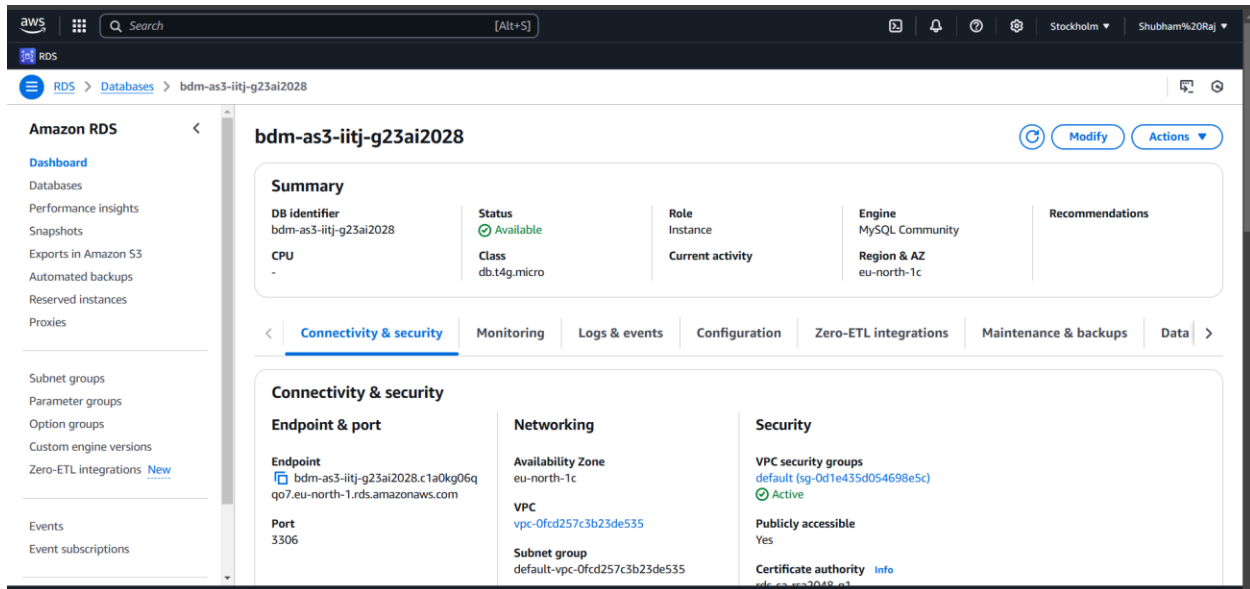 aws
Search [Alt+S]
Stockholm ▼ Shubham%20Raj ▼
RDS
RDS > Databases > bdm-as3-iitj-g23ai2028
Amazon RDS
Dashboard
Databases
Performance insights
Snapshots
Exports in Amazon S3
Automated backups
Reserved instances
Proxies
Subnet groups
Parameter groups
Option groups
Custom engine versions
Zero-ETL integrations New
Events
Event subscriptions
bdm-as3-iitj-g23ai2028
Modify
Actions ▼
Summary
DB identifier
bdm-as3-iitj-g23ai2028
Status
Available
Role
Instance
Engine
MySQL Community
Recommendations
CPU
-
Class
db.t4g.micro
Current activity
Region & AZ
eu-north-1c
Connectivity & security
Monitoring
Logs & events
Configuration
Zero-ETL integrations
Maintenance & backups
Data
Connectivity & security
Endpoint & port
Endpoint
bdm-as3-iitj-g23ai2028.c1a0kg06q
qo7.eu-north-1.rds.amazonaws.com
Port
3306
Networking
Availability Zone
eu-north-1c
VPC
vpc-0fcd257c3b23de535
Subnet group
default-vpc-0fcd257c3b23de535
Security
VPC security groups
default (sg-0d1e435d054698e5c)
Active
Publicly accessible
Yes
Certificate authority Info
rds-ca-rsa2048-g1